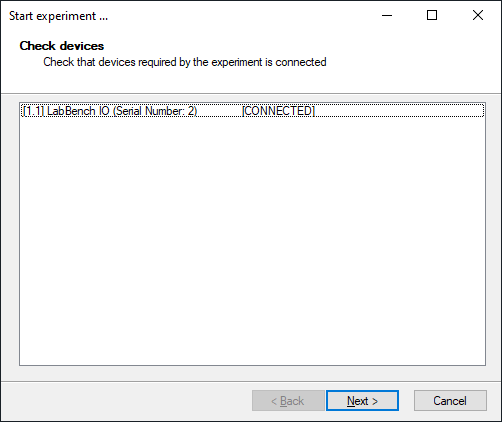 Start experiment ...
Check devices
Check that devices required by the experiment is connected
[1.1] LabBench IO (Serial Number: 2) [CONNECTED]
< Back Next > Cancel